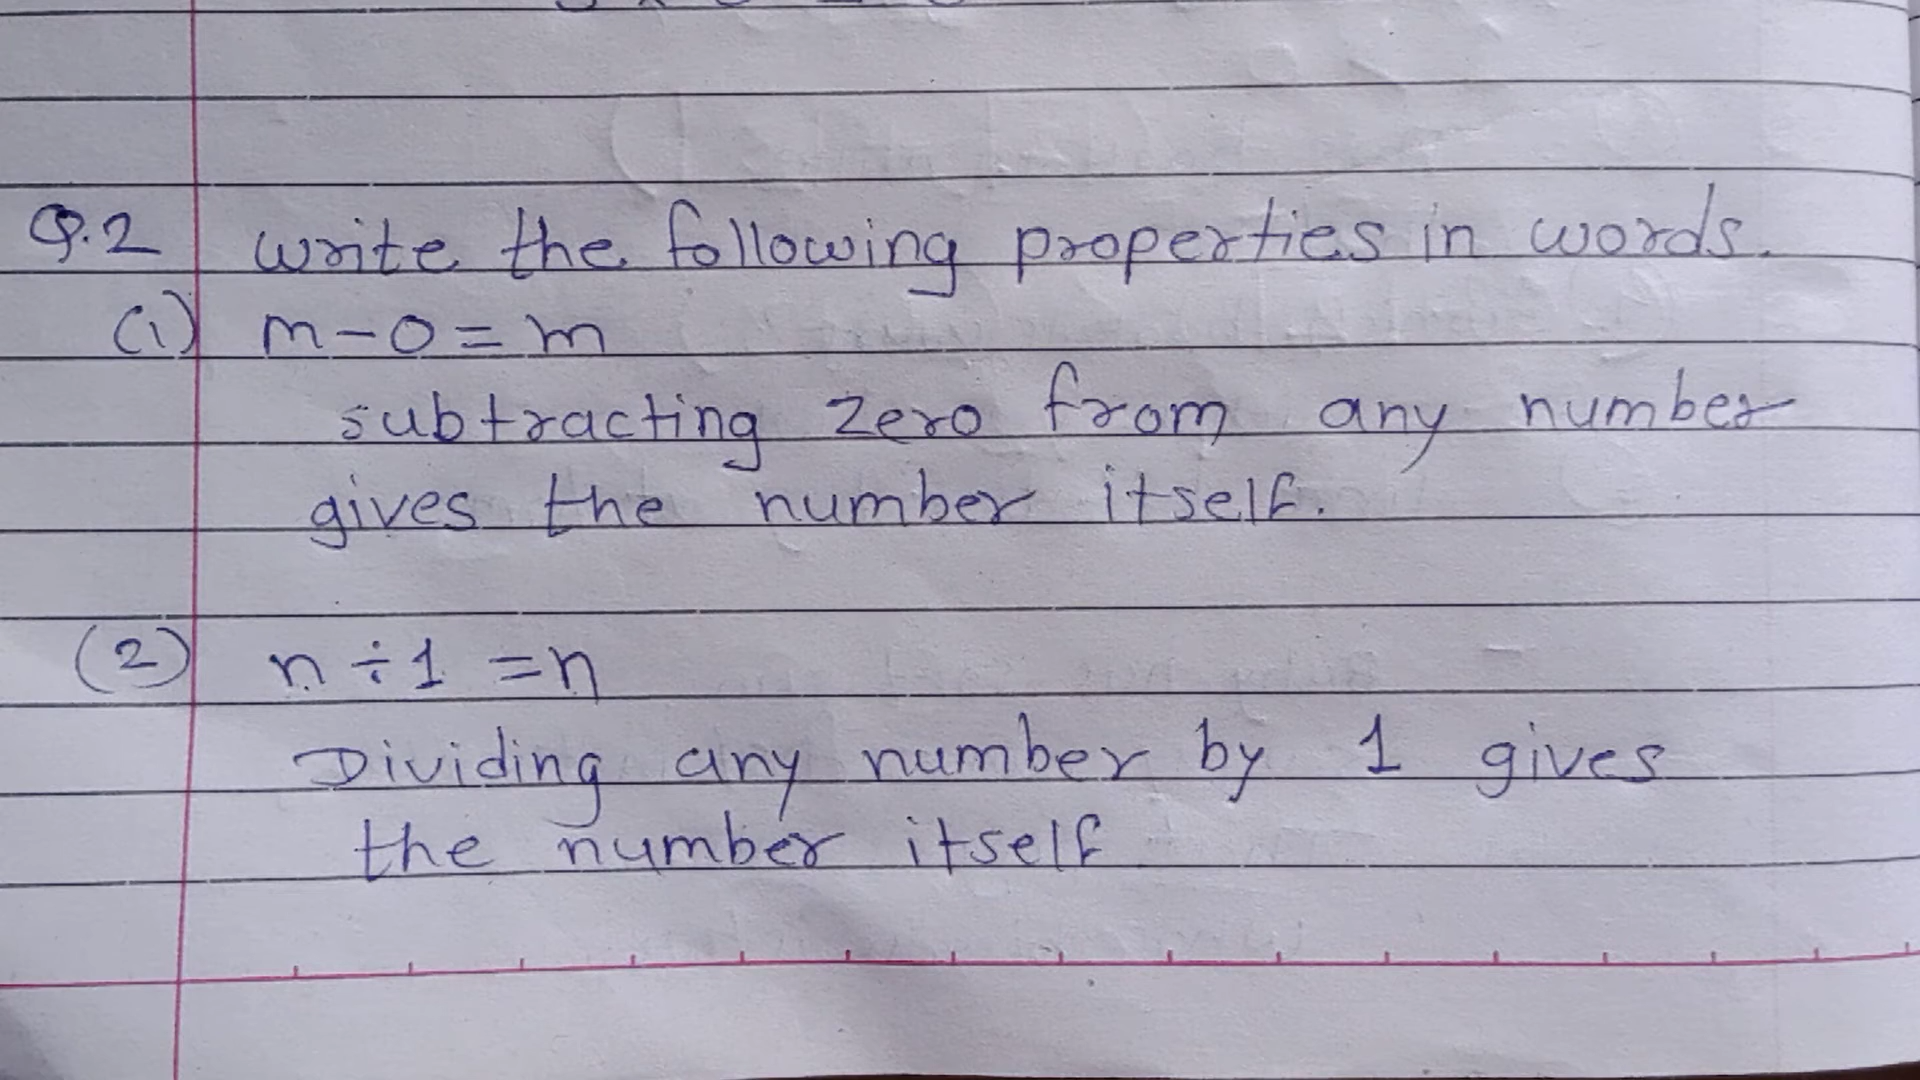 Q.2 write the following properties in words.
(1) m - 0 = m
subtracting zero from any number
gives the number itself.
(2) n ÷ 1 = n
Dividing any number by 1 gives
the number itself